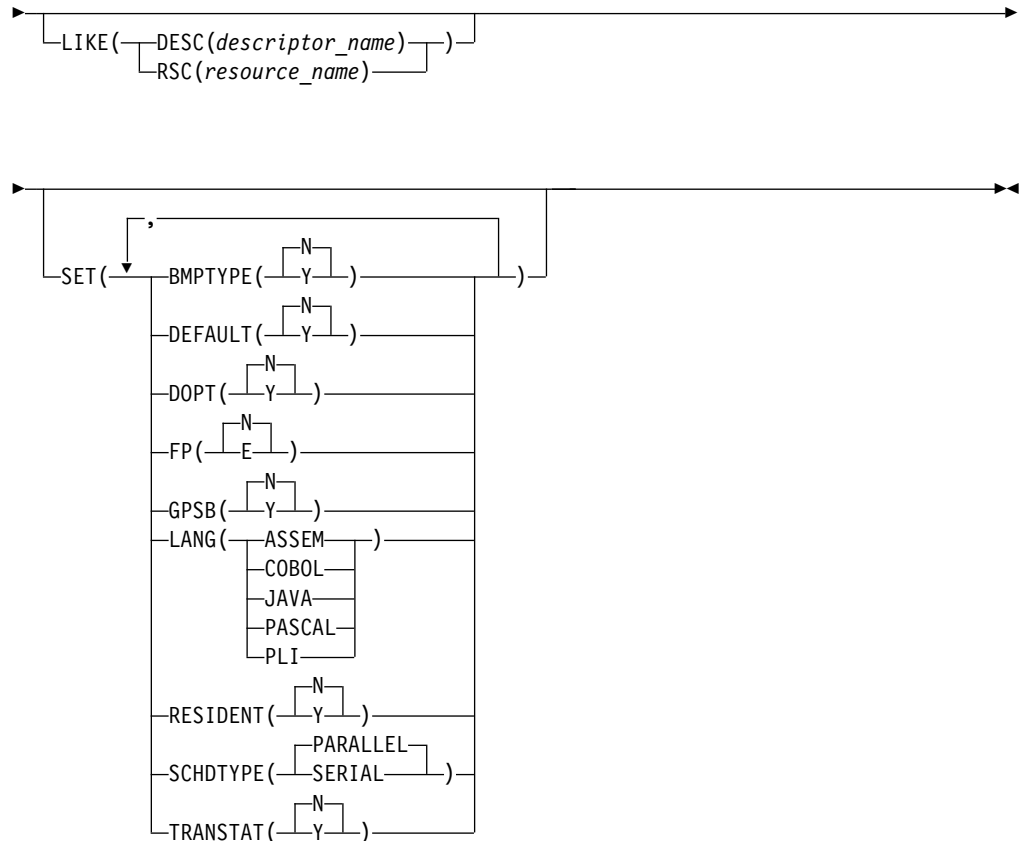 LIKE( DESC(descriptor_name) )
RSC(resource_name)
,
N
SET( BMPTYPE( Y ) )
N
DEFAULT( Y )
N
DOPT( Y )
N
FP( E )
N
GPSB( Y )
LANG( ASSEM )
COBOL
JAVA
PASCAL
PLI
N
RESIDENT( Y )
PARALLEL
SCHDTYPE( SERIAL )
N
TRANSTAT( Y )